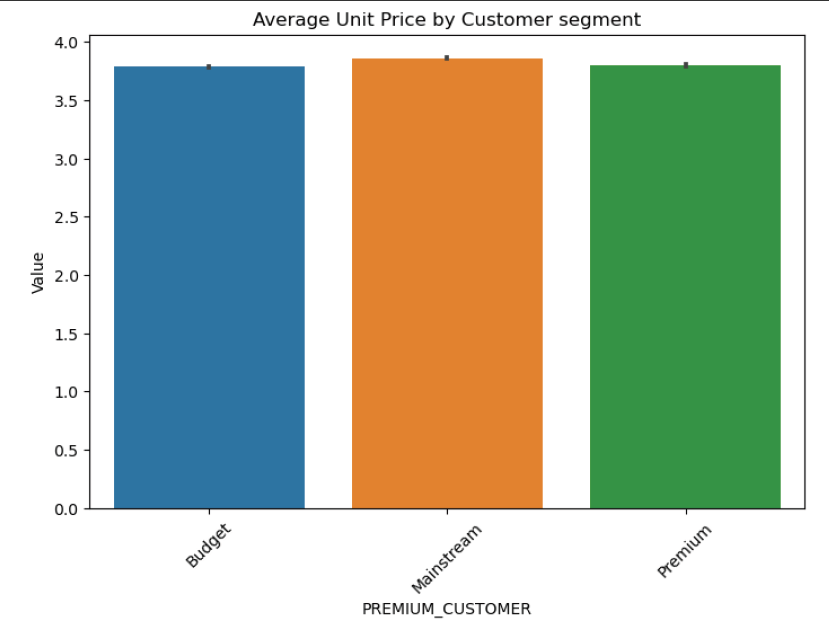 Average Unit Price by Customer segment
4.0
3.5
3.0
2.5
2.0
1.5
1.0
0.5
0.0
Value
Budget
Mainstream
Premium
PREMIUM_CUSTOMER